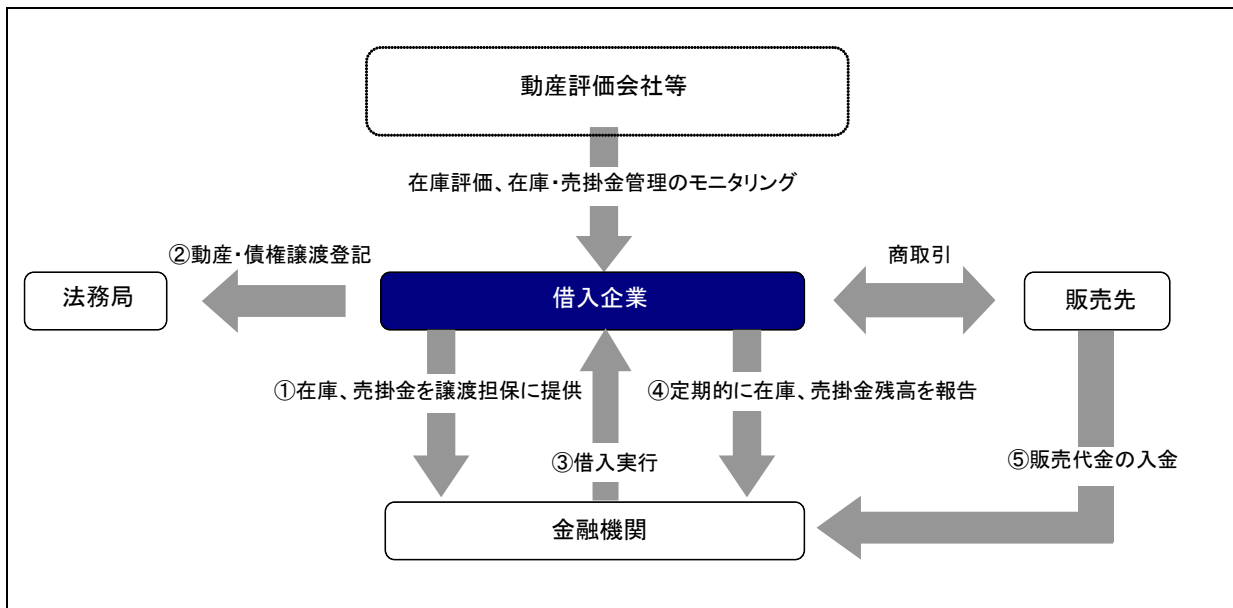 動産評価会社等
在庫評価、在庫・売掛金管理のモニタリング
②動産・債権譲渡登記
商取引
法務局
借入企業
販売先
①在庫、売掛金を譲渡担保に提供
④定期的に在庫、売掛金残高を報告
③借入実行
⑤販売代金の入金
金融機関